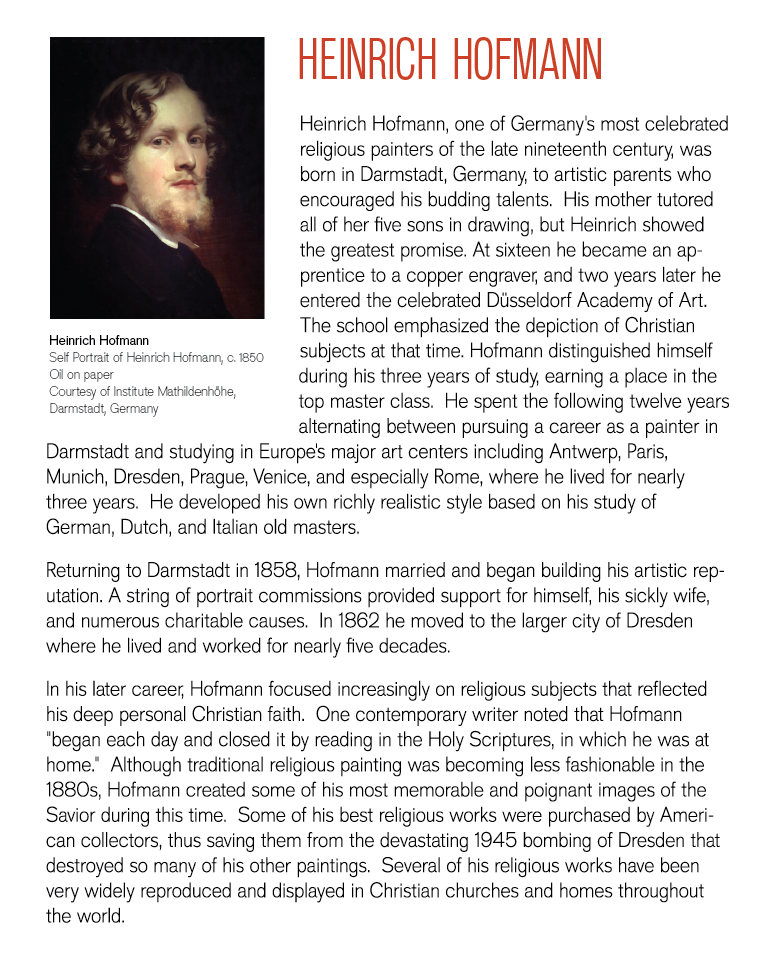 HEINRICH HOFMANN
Heinrich Hofmann, one of Germany's most celebrated
religious painters of the late nineteenth century, was
born in Darmstadt, Germany, to artistic parents who
encouraged his budding talents.  His mother tutored
all of her five sons in drawing, but Heinrich showed
the greatest promise. At sixteen he became an ap-
prentice to a copper engraver, and two years later he
entered the celebrated Düsseldorf Academy of Art.
The school emphasized the depiction of Christian
subjects at that time. Hofmann distinguished himself
during his three years of study, earning a place in the
top master class.  He spent the following twelve years
alternating between pursuing a career as a painter in
Darmstadt and studying in Europe's major art centers including Antwerp, Paris,
Munich, Dresden, Prague, Venice, and especially Rome, where he lived for nearly
three years.  He developed his own richly realistic style based on his study of
German, Dutch, and Italian old masters.
Heinrich Hofmann
Self Portrait of Heinrich Hofmann, c. 1850
Oil on paper
Courtesy of Institute Mathildenhöhe,
Darmstadt, Germany
Returning to Darmstadt in 1858, Hofmann married and began building his artistic rep-
utation. A string of portrait commissions provided support for himself, his sickly wife,
and numerous charitable causes.  In 1862 he moved to the larger city of Dresden
where he lived and worked for nearly five decades.
In his later career, Hofmann focused increasingly on religious subjects that reflected
his deep personal Christian faith.  One contemporary writer noted that Hofmann
"began each day and closed it by reading in the Holy Scriptures, in which he was at
home."  Although traditional religious painting was becoming less fashionable in the
1880s, Hofmann created some of his most memorable and poignant images of the
Savior during this time.  Some of his best religious works were purchased by Ameri-
can collectors, thus saving them from the devastating 1945 bombing of Dresden that
destroyed so many of his other paintings.  Several of his religious works have been
very widely reproduced and displayed in Christian churches and homes throughout
the world.